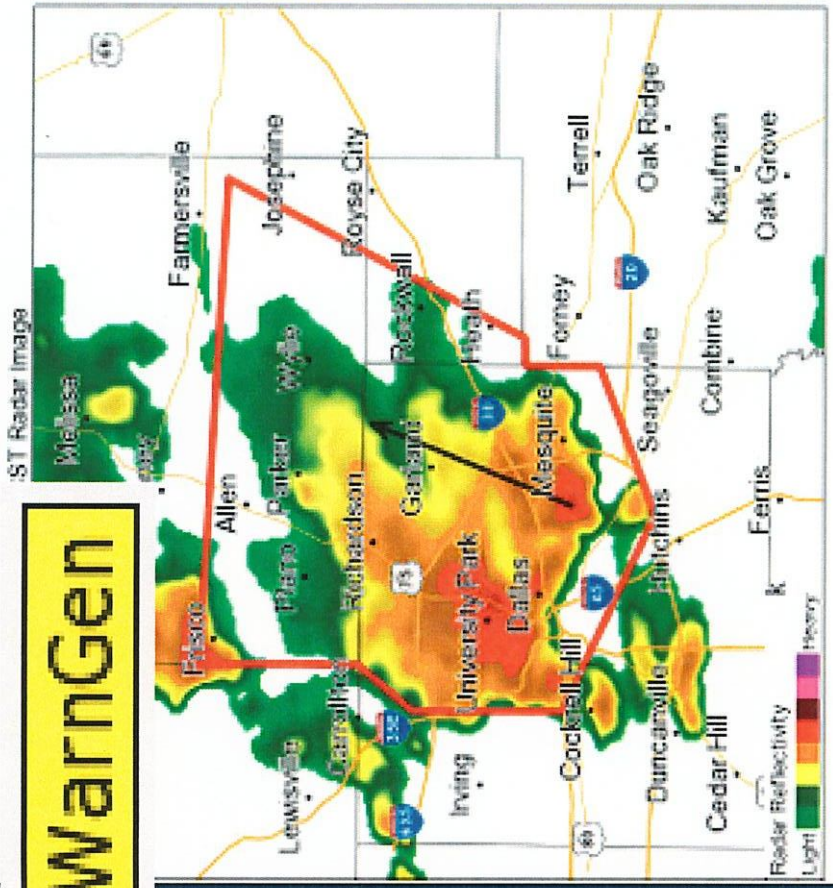 WarnGen
ST Radar Image
Melissa
Farmersville
Frisco
Allen
Josephine
Lewisville
Plano
Parker
Wylie
Carrollton
Richardson
Royse City
75
Garland
Rockwall
Irving
University Park
Heath
Dallas
Mesquite
Forney
Terrell
Cockrell Hill
20
Oak Ridge
Duncanville
Hutchins
Seagoville
Cedar Hill
Combine
Kaufman
Ferris
Oak Grove
Radar Reflectivity
Light
Heavy